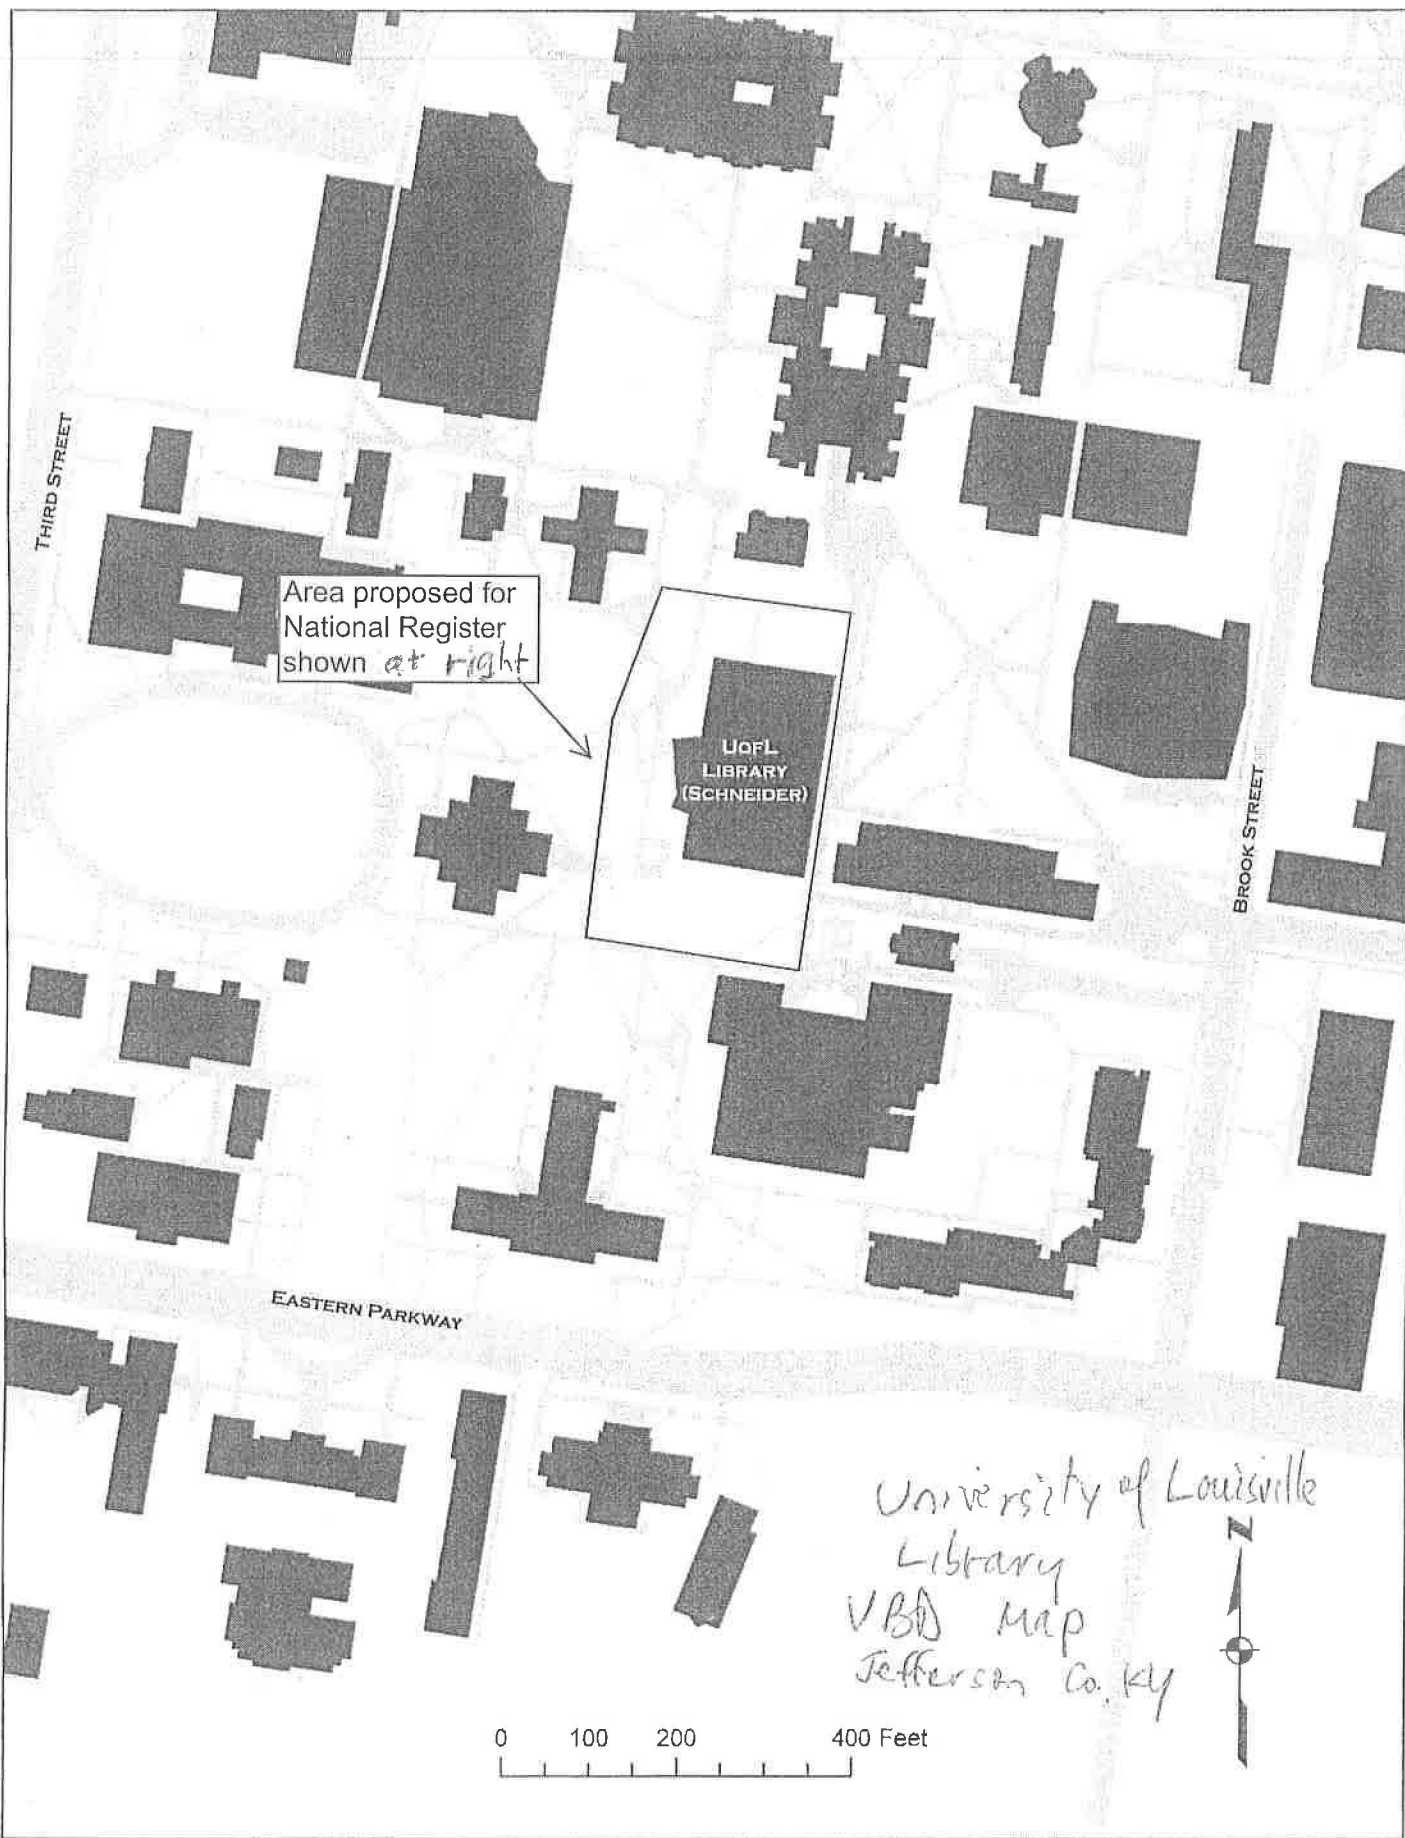 THIRD STREET
Area proposed for
National Register
shown at right
UOFL
LIBRARY
(SCHNEIDER)
BROOK STREET
EASTERN PARKWAY
University of Louisville
Library
VBD Map
Jefferson Co. KY
N
0 100 200 400 Feet